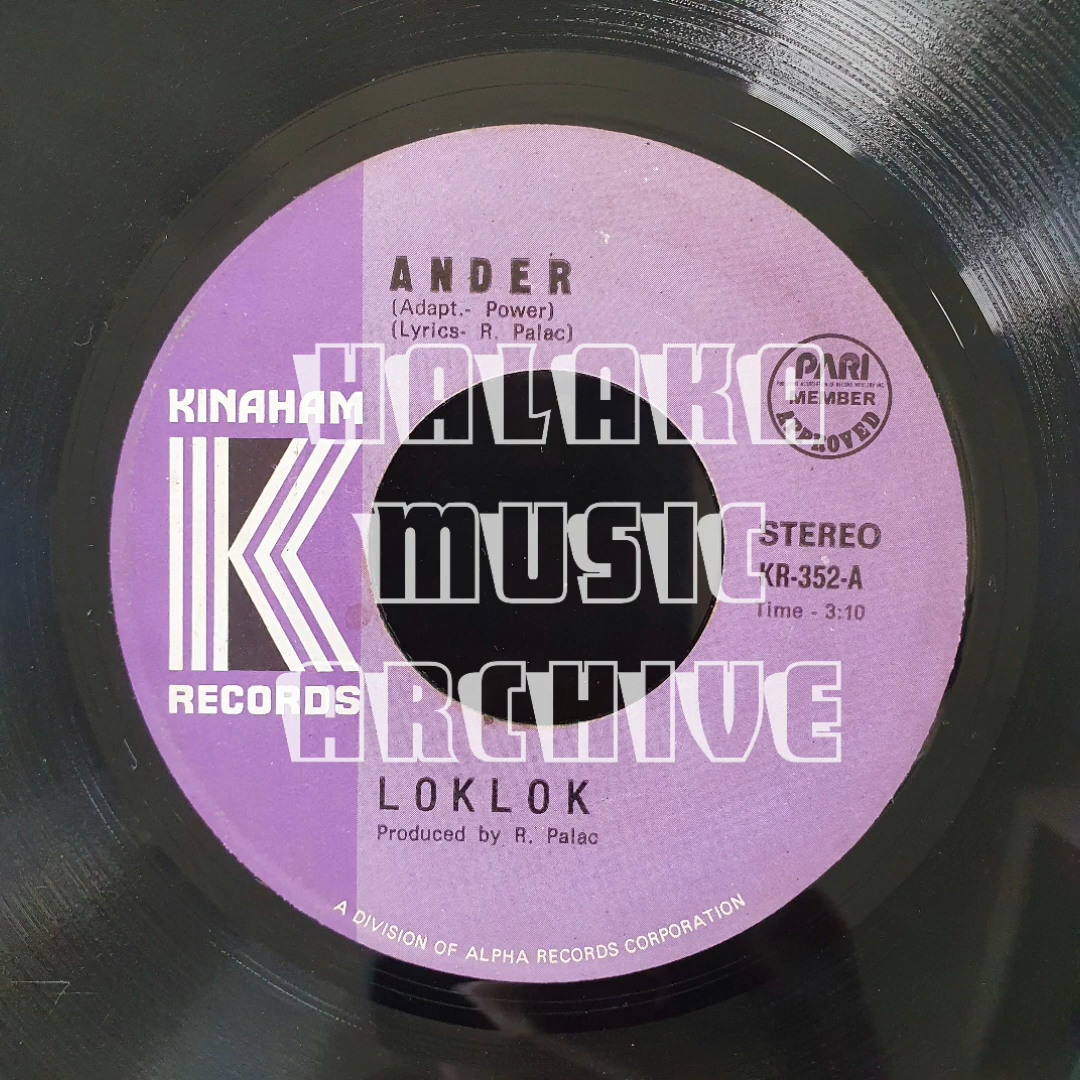 ANDER
(Adapt.- Power)
(Lyrics- R. Palac)
KINAHAM
K
RECORDS
PARI
MEMBER
APPROVED
STEREO
KR-352-A
Time - 3:10
LOKLOK
Produced by R. Palac
A DIVISION OF ALPHA RECORDS CORPORATION
HALAKA
MUSIC
ARCHIVE